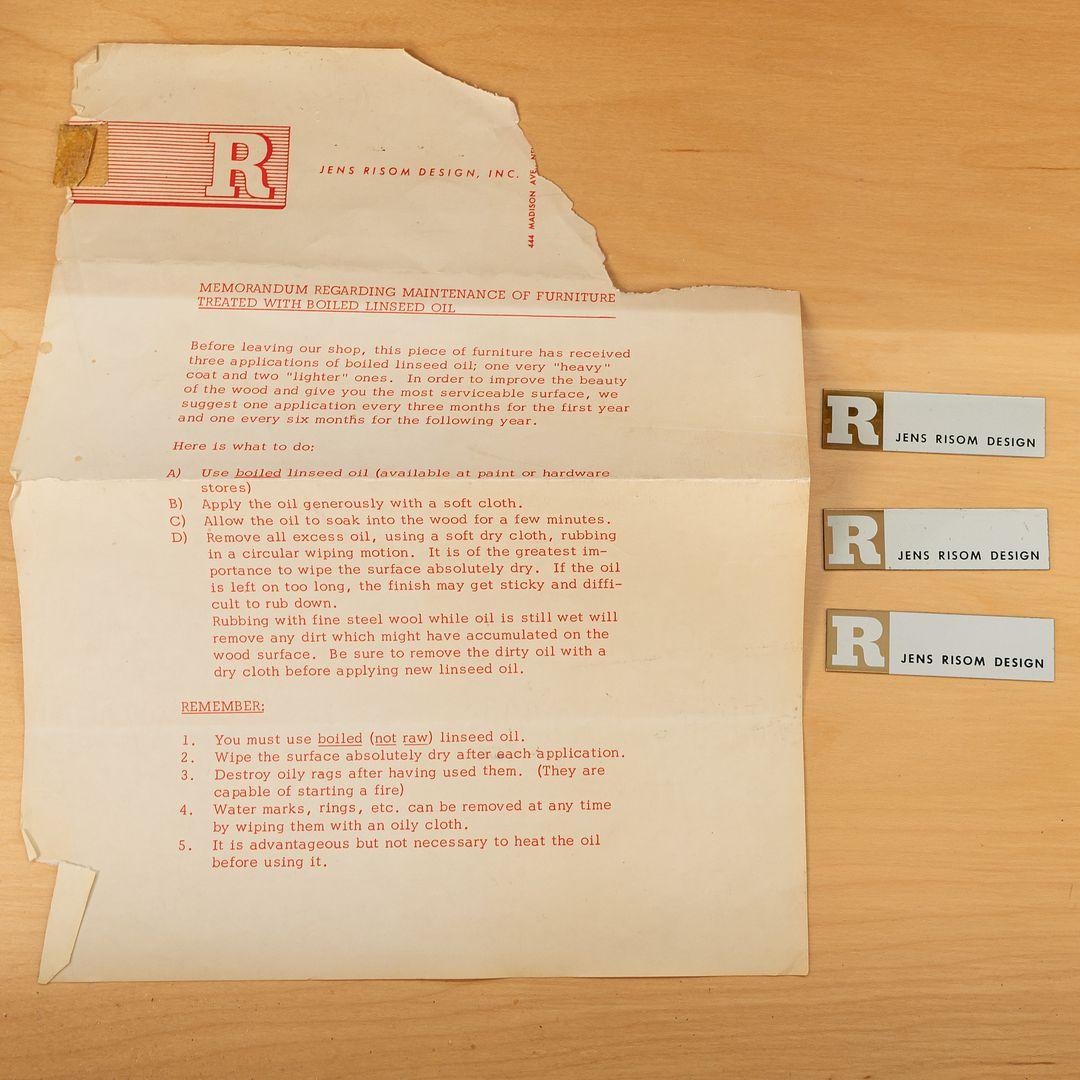 R
JENS RISOM DESIGN, INC.
444 MADISON AVE.
MEMORANDUM REGARDING MAINTENANCE OF FURNITURE
TREATED WITH BOILED LINSEED OIL
Before leaving our shop, this piece of furniture has received
three applications of boiled linseed oil; one very "heavy"
coat and two "lighter" ones. In order to improve the beauty
of the wood and give you the most serviceable surface, we
suggest one application every three months for the first year
and one every six months for the following year.
Here is what to do:
A) Use boiled linseed oil (available at paint or hardware
stores)
B) Apply the oil generously with a soft cloth.
C) Allow the oil to soak into the wood for a few minutes.
D) Remove all excess oil, using a soft dry cloth, rubbing
in a circular wiping motion. It is of the greatest im-
portance to wipe the surface absolutely dry. If the oil
is left on too long, the finish may get sticky and diffi-
cult to rub down.
Rubbing with fine steel wool while oil is still wet will
remove any dirt which might have accumulated on the
wood surface. Be sure to remove the dirty oil with a
dry cloth before applying new linseed oil.
REMEMBER:
1. You must use boiled (not raw) linseed oil.
2. Wipe the surface absolutely dry after each application.
3. Destroy oily rags after having used them. (They are
capable of starting a fire)
4. Water marks, rings, etc. can be removed at any time
by wiping them with an oily cloth.
5. It is advantageous but not necessary to heat the oil
before using it.
R JENS RISOM DESIGN
R JENS RISOM DESIGN
R JENS RISOM DESIGN